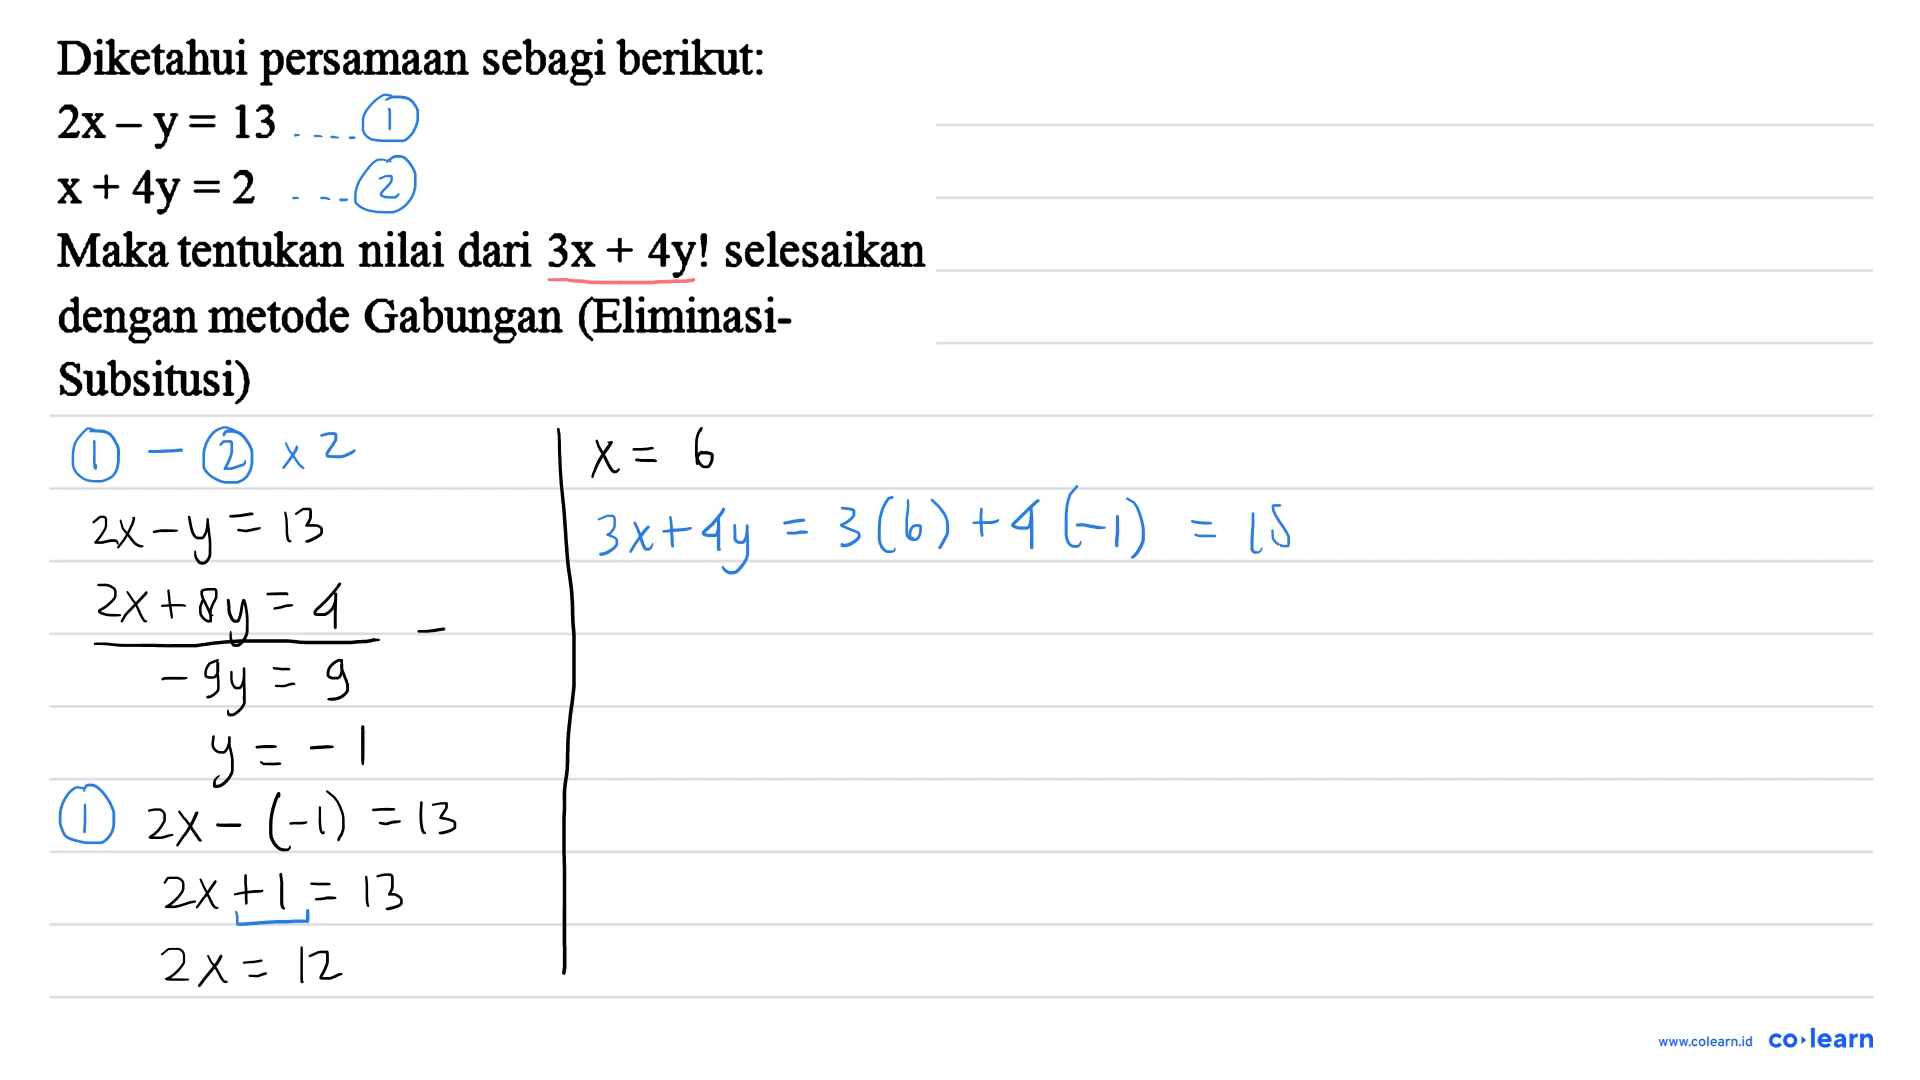 Diketahui persamaan sebagi berikut:
2x – y = 13 ....①
x + 4y = 2 ....②
Maka tentukan nilai dari 3x + 4y! selesaikan
dengan metode Gabungan (Eliminasi-
Subsitusi)
① - ② x 2
2x - y = 13
2x + 8y = 4 -
-9y = 9
y = -1
① 2x - (-1) = 13
2x + 1 = 13
2x = 12
x = 6
3x + 4y = 3(6) + 4(-1) = 18
www.colearn.id co·learn